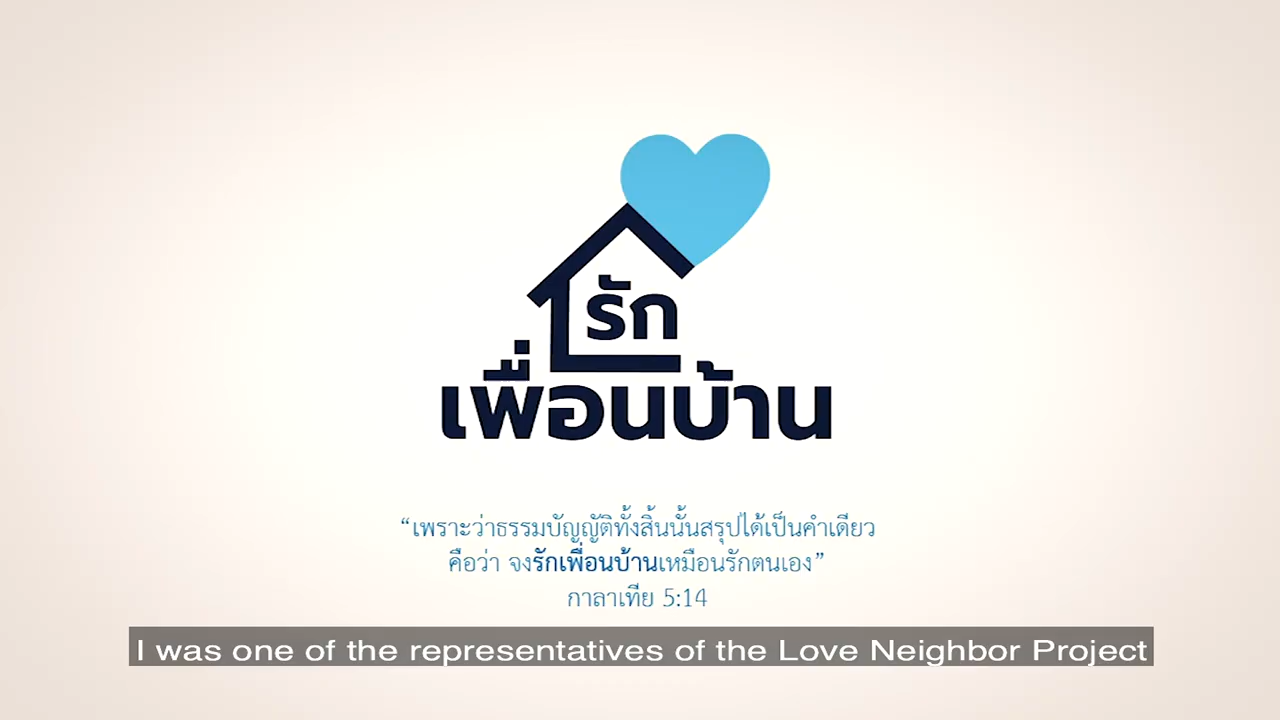 รัก
เพื่อนบ้าน
“เพราะว่าธรรมบัญญัติทั้งสิ้นนั้นสรุปได้เป็นคำเดียว
คือว่า จงรักเพื่อนบ้านเหมือนรักตนเอง”
กาลาเทีย 5:14
I was one of the representatives of the Love Neighbor Project